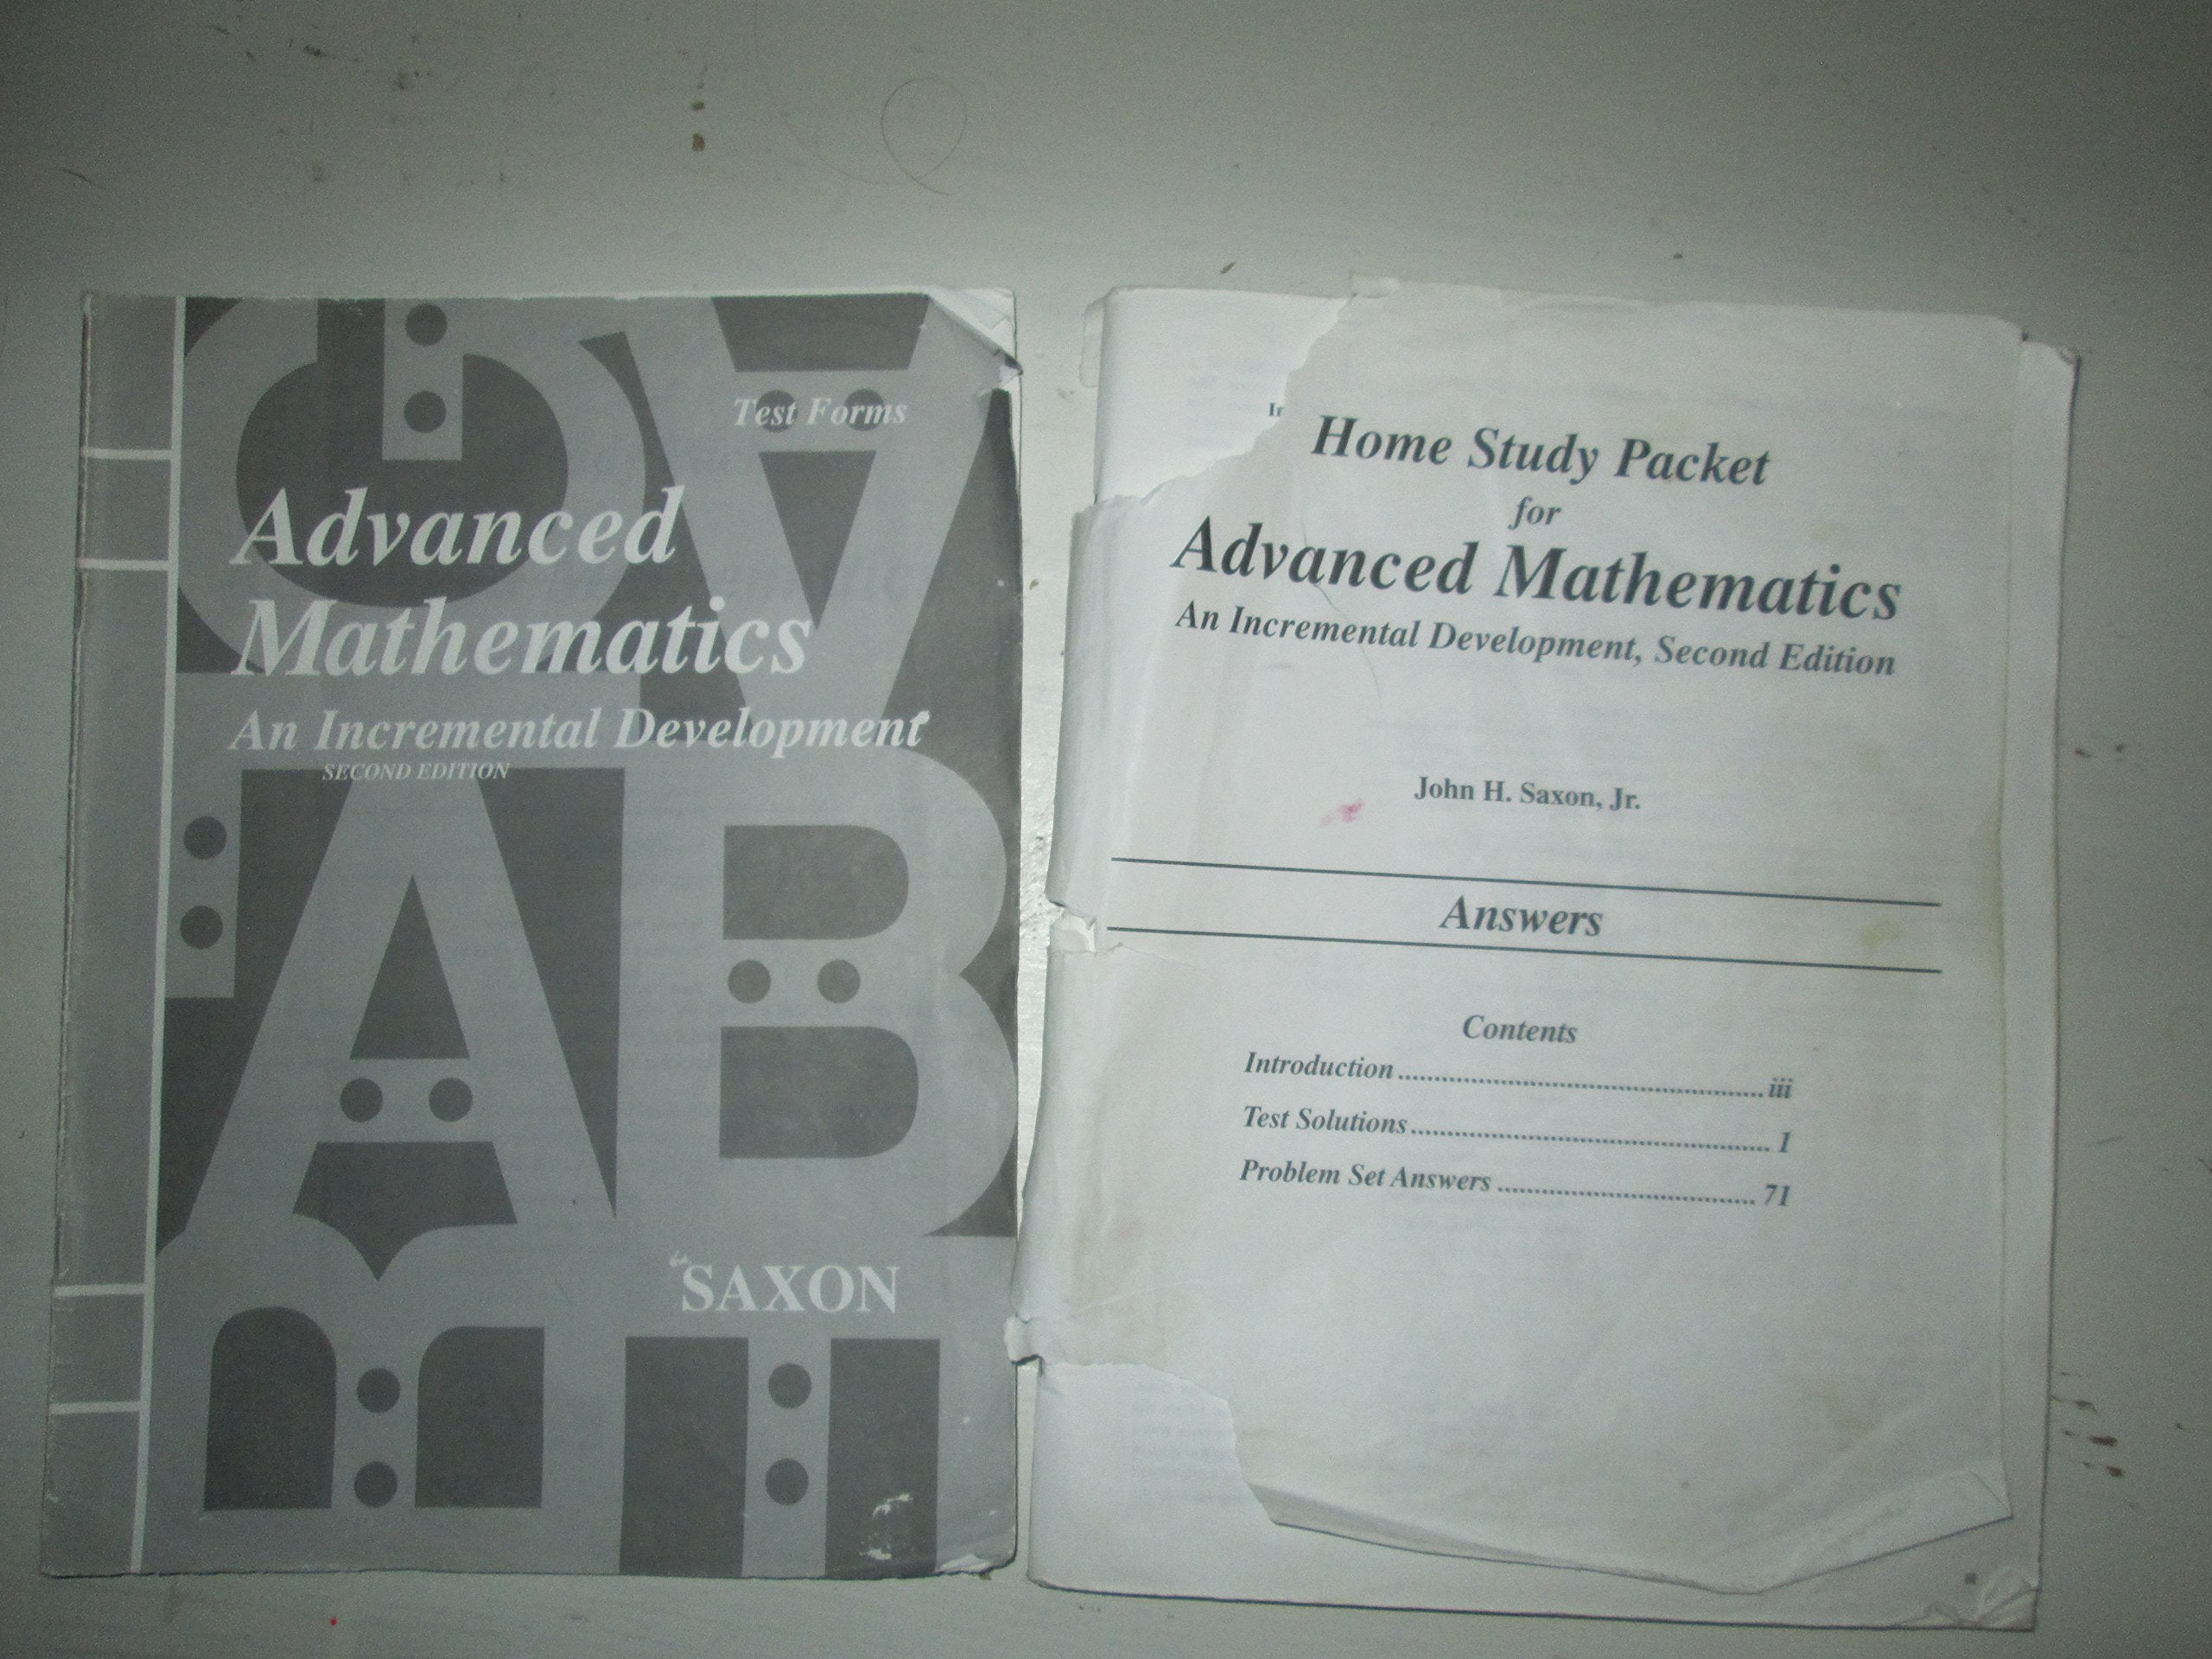 Test Forms
Advanced
Mathematics
An Incremental Development
SECOND EDITION
SAXON
Home Study Packet
for
Advanced Mathematics
An Incremental Development, Second Edition
John H. Saxon, Jr.
Answers
Contents
Introduction ........................................ iii
Test Solutions ........................................ 1
Problem Set Answers ........................................ 71